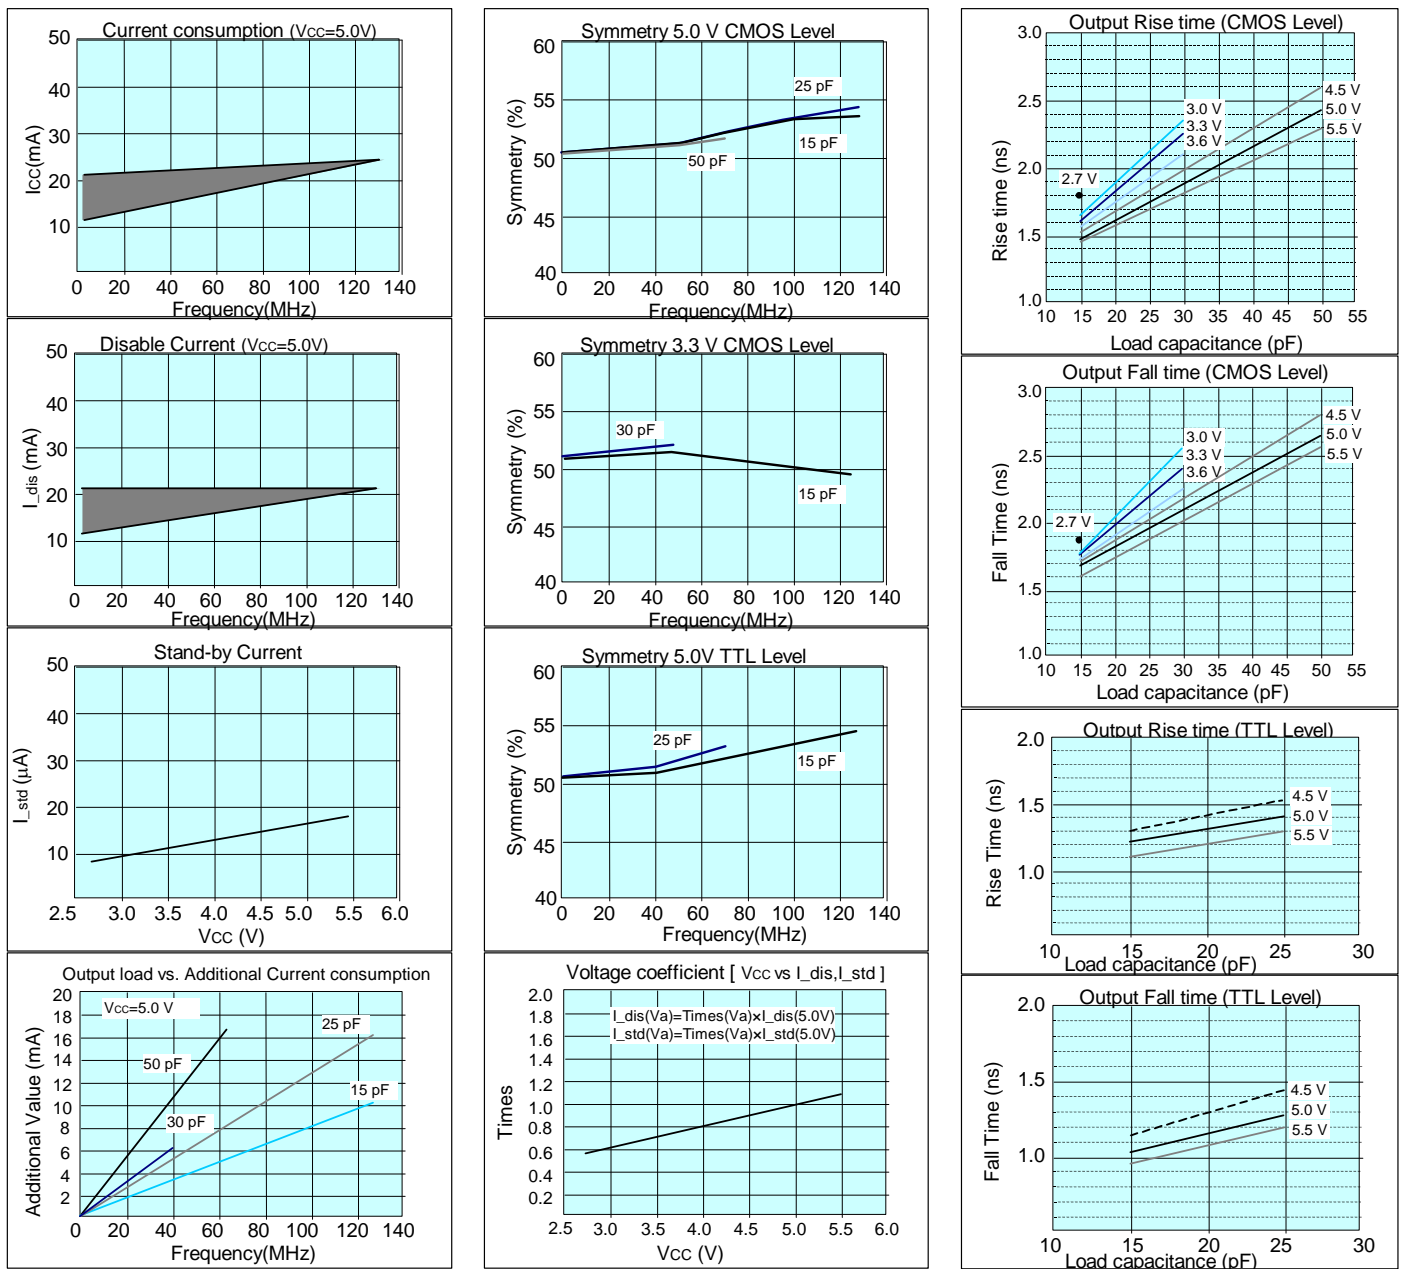 Current consumption (Vcc=5.0V)
50
40
30
20
10
Icc(mA)
0 20 40 60 80 100 120 140
Frequency(MHz)
Disable Current (Vcc=5.0V)
50
40
30
20
10
I_dis (mA)
0 20 40 60 80 100 120 140
Frequency(MHz)
Stand-by Current
50
40
30
20
10
I_std (μA)
2.5 3.0 3.5 4.0 4.5 5.0 5.5 6.0
Vcc (V)
Output load vs. Additional Current consumption
20
18
16
14
12
10
8
6
4
2
Additional Value (mA)
Vcc=5.0 V
50 pF
25 pF
15 pF
30 pF
0 20 40 60 80 100 120 140
Frequency(MHz)
Symmetry 5.0 V CMOS Level
60
55
50
45
40
Symmetry (%)
25 pF
15 pF
50 pF
0 20 40 60 80 100 120 140
Frequency(MHz)
Symmetry 3.3 V CMOS Level
60
55
50
45
40
Symmetry (%)
30 pF
15 pF
0 20 40 60 80 100 120 140
Frequency(MHz)
Symmetry 5.0V TTL Level
60
55
50
45
40
Symmetry (%)
25 pF
15 pF
0 20 40 60 80 100 120 140
Frequency(MHz)
Voltage coefficient [ Vcc vs I_dis,I_std ]
2.0
1.8
1.6
1.4
1.2
1.0
0.8
0.6
0.4
0.2
Times
I_dis(Va)=Times(Va)×I_dis(5.0V)
I_std(Va)=Times(Va)×I_std(5.0V)
2.5 3.0 3.5 4.0 4.5 5.0 5.5 6.0
Vcc (V)
Output Rise time (CMOS Level)
3.0
2.5
2.0
1.5
1.0
Rise time (ns)
2.7 V
3.0 V
3.3 V
3.6 V
4.5 V
5.0 V
5.5 V
10 15 20 25 30 35 40 45 50 55
Load capacitance (pF)
Output Fall time (CMOS Level)
3.0
2.5
2.0
1.5
1.0
Fall Time (ns)
2.7 V
3.0 V
3.3 V
3.6 V
4.5 V
5.0 V
5.5 V
10 15 20 25 30 35 40 45 50 55
Load capacitance (pF)
Output Rise time (TTL Level)
2.0
1.5
1.0
Rise Time (ns)
4.5 V
5.0 V
5.5 V
10 15 20 25 30
Load capacitance (pF)
Output Fall time (TTL Level)
2.0
1.5
1.0
Fall Time (ns)
4.5 V
5.0 V
5.5 V
10 15 20 25 30
Load capacitance (pF)